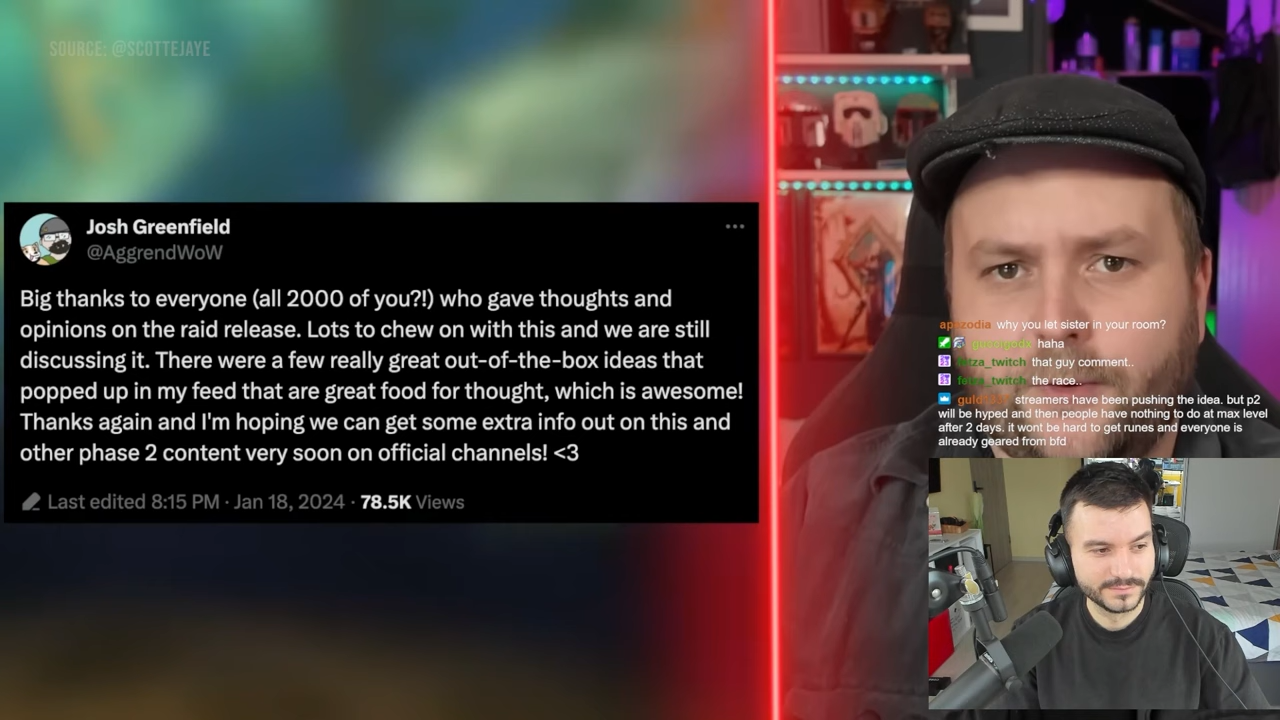 SOURCE: @SCOTTEJAYE
Josh Greenfield
@AggrendWoW
Big thanks to everyone (all 2000 of you?!) who gave thoughts and
opinions on the raid release. Lots to chew on with this and we are still
discussing it. There were a few really great out-of-the-box ideas that
popped up in my feed that are great food for thought, which is awesome!
Thanks again and I'm hoping we can get some extra info out on this and
other phase 2 content very soon on official channels! <3
Last edited 8:15 PM · Jan 18, 2024 · 78.5K Views
why you let sister in your room?
haha
that guy comment..
the race..
streamers have been pushing the idea. but p2
will be hyped and then people have nothing to do at max level
after 2 days. it wont be hard to get runes and everyone is
already geared from bfd